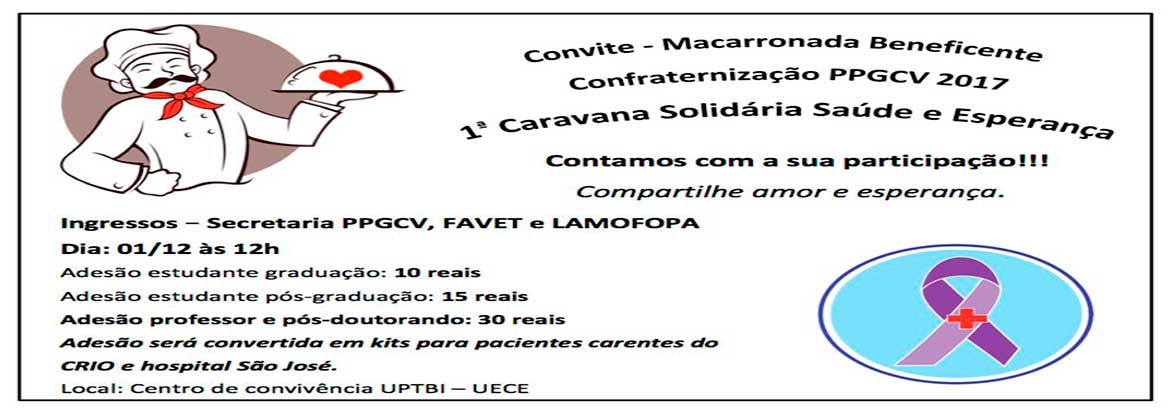 Convite - Macarronada Beneficente
Confraternização PPGCV 2017
1ª Caravana Solidária Saúde e Esperança
Contamos com a sua participação!!!
Compartilhe amor e esperança.
Ingressos – Secretaria PPGCV, FAVET e LAMOFOPA
Dia: 01/12 às 12h
Adesão estudante graduação: 10 reais
Adesão estudante pós-graduação: 15 reais
Adesão professor e pós-doutorando: 30 reais
Adesão será convertida em kits para pacientes carentes do
CRIO e hospital São José.
Local: Centro de convivência UPTBI – UECE